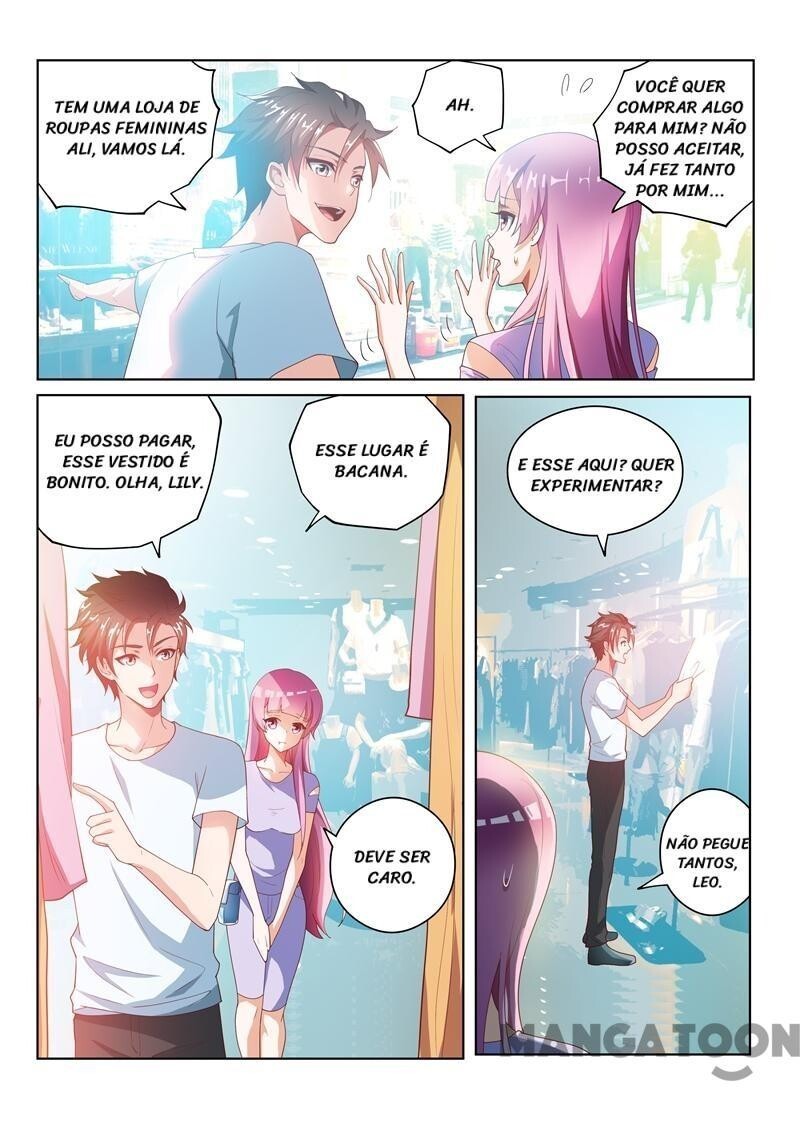 TEM UMA LOJA DE
ROUPAS FEMININAS
ALI, VAMOS LÁ.
AH.
VOCÊ QUER
COMPRAR ALGO
PARA MIM? NÃO
POSSO ACEITAR,
JÁ FEZ TANTO
POR MIM...
EU POSSO PAGAR,
ESSE VESTIDO É
BONITO. OLHA, LILY.
ESSE LUGAR É
BACANA.
DEVE SER
CARO.
E ESSE AQUI? QUER
EXPERIMENTAR?
NÃO PEGUE
TANTOS,
LEO.
MANGATOON